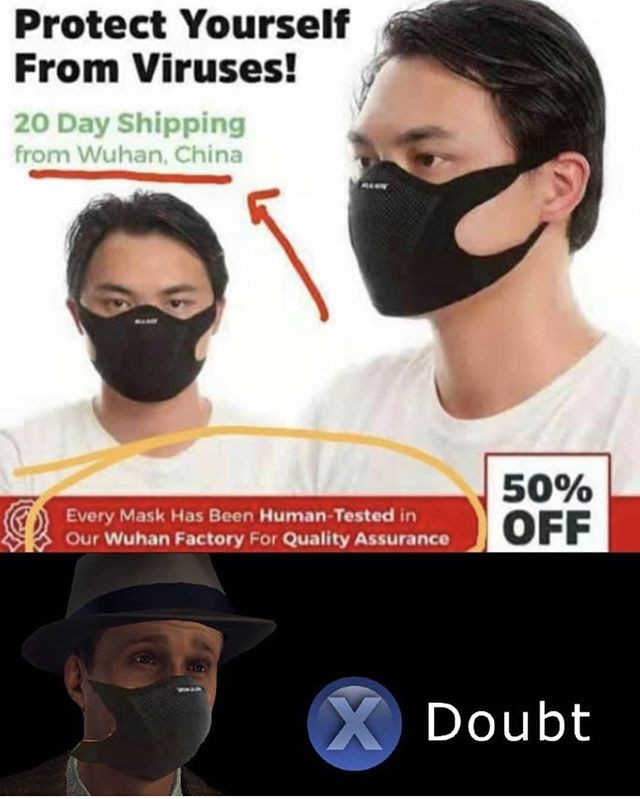 Protect Yourself
From Viruses!
20 Day Shipping
from Wuhan, China
Every Mask Has Been Human-Tested in
Our Wuhan Factory For Quality Assurance
50%
OFF
X Doubt